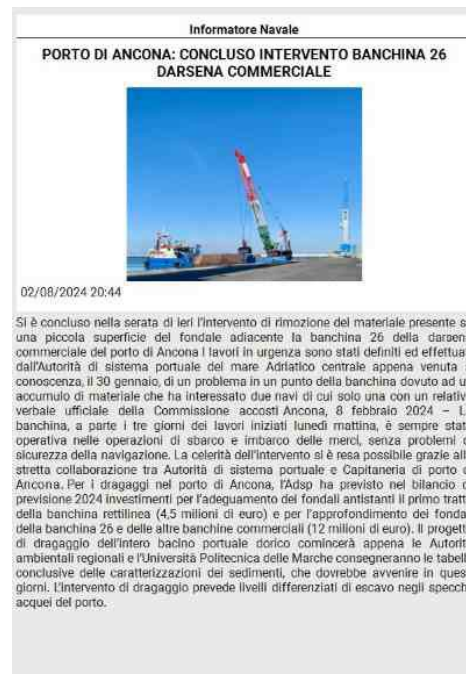 Informatore Navale
PORTO DI ANCONA: CONCLUSO INTERVENTO BANCHINA 26
DARSENA COMMERCIALE
02/08/2024 20:44
Si è concluso nella serata di ieri l'intervento di rimozione del materiale presente s
una piccola superficie del fondale adiacente la banchina 26 della darsen
commerciale del porto di Ancona I lavori in urgenza sono stati definiti ed effettua
dall'Autorità di sistema portuale del mare Adriatico centrale appena venuta
conoscenza, il 30 gennaio, di un problema in un punto della banchina dovuto ad u
accumulo di materiale che ha interessato due navi di cui solo una con un relativ
verbale ufficiale della Commissione accosti Ancona, 8 febbraio 2024 – L
banchina, a parte i tre giorni dei lavori iniziati lunedì mattina, è sempre stat
operativa nelle operazioni di sbarco e imbarco delle merci, senza problemi d
sicurezza della navigazione. La celerità dell'intervento si è resa possibile grazie all
stretta collaborazione tra Autorità di sistema portuale e Capitaneria di porto d
Ancona. Per i dragaggi nel porto di Ancona, l'Adsp ha previsto nel bilancio d
previsione 2024 investimenti per l'adeguamento dei fondali antistanti il primo tratt
della banchina rettilinea (4,5 milioni di euro) e per l'approfondimento dei fonda
della banchina 26 e delle altre banchine commerciali (12 milioni di euro). Il progett
di dragaggio dell'intero bacino portuale dorico comincerà appena le Autorit
ambientali regionali e l'Università Politecnica delle Marche consegneranno le tabell
conclusive delle caratterizzazioni dei sedimenti, che dovrebbe avvenire in ques
giorni. L'intervento di dragaggio prevede livelli differenziati di escavo negli specch
acquei del porto.